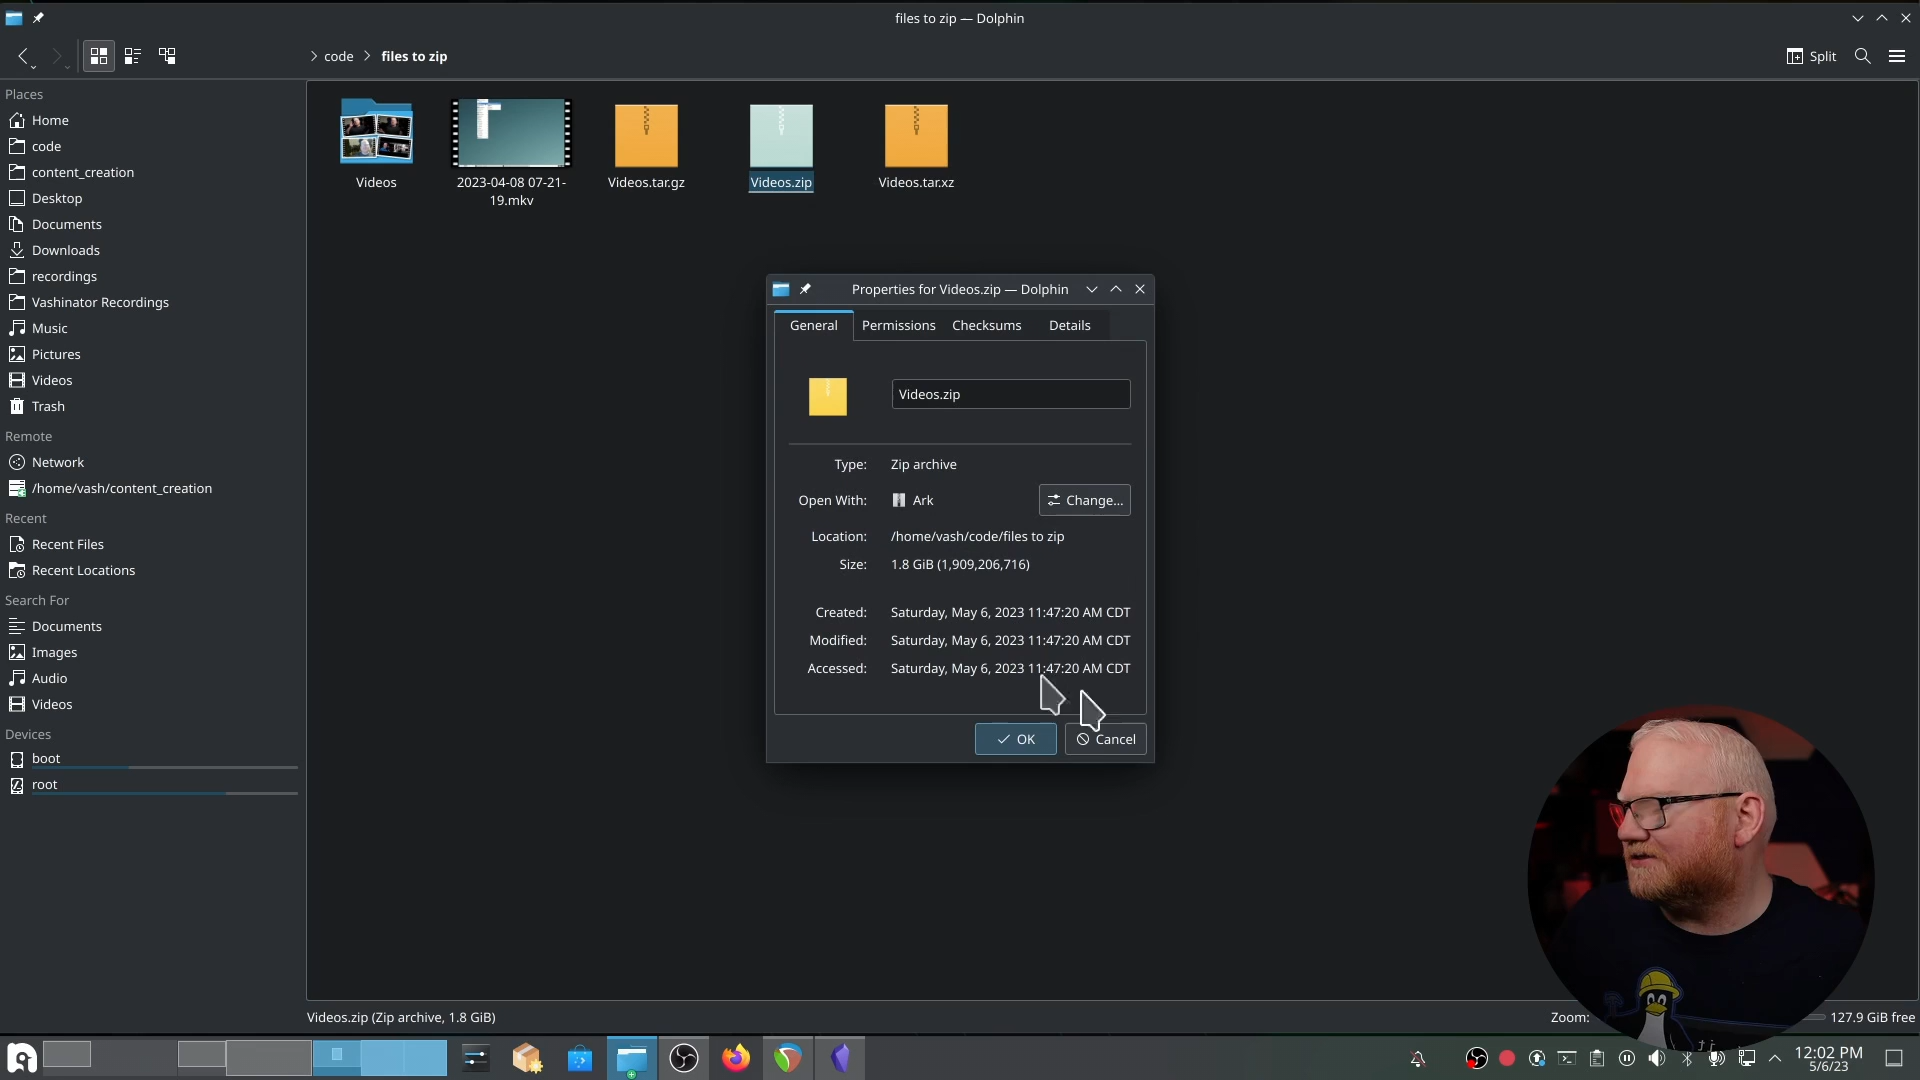 files to zip — Dolphin
code
files to zip
Split
Places
Home
code
content_creation
Desktop
Documents
Downloads
recordings
Vashinator Recordings
Music
Pictures
Videos
Trash
Remote
Network
/home/vash/content_creation
Recent
Recent Files
Recent Locations
Search For
Documents
Images
Audio
Videos
Devices
boot
root
Videos
2023-04-08 07-21-
19.mkv
Videos.tar.gz
Videos.zip
Videos.tar.xz
Properties for Videos.zip — Dolphin
General
Permissions
Checksums
Details
Videos.zip
Type: Zip archive
Open With: Ark
Change...
Location: /home/vash/code/files to zip
Size: 1.8 GiB (1,909,206,716)
Created: Saturday, May 6, 2023 11:47:20 AM CDT
Modified: Saturday, May 6, 2023 11:47:20 AM CDT
Accessed: Saturday, May 6, 2023 11:47:20 AM CDT
OK
Cancel
Videos.zip (Zip archive, 1.8 GiB)
Zoom:
127.9 GiB free
12:02 PM
5/6/23